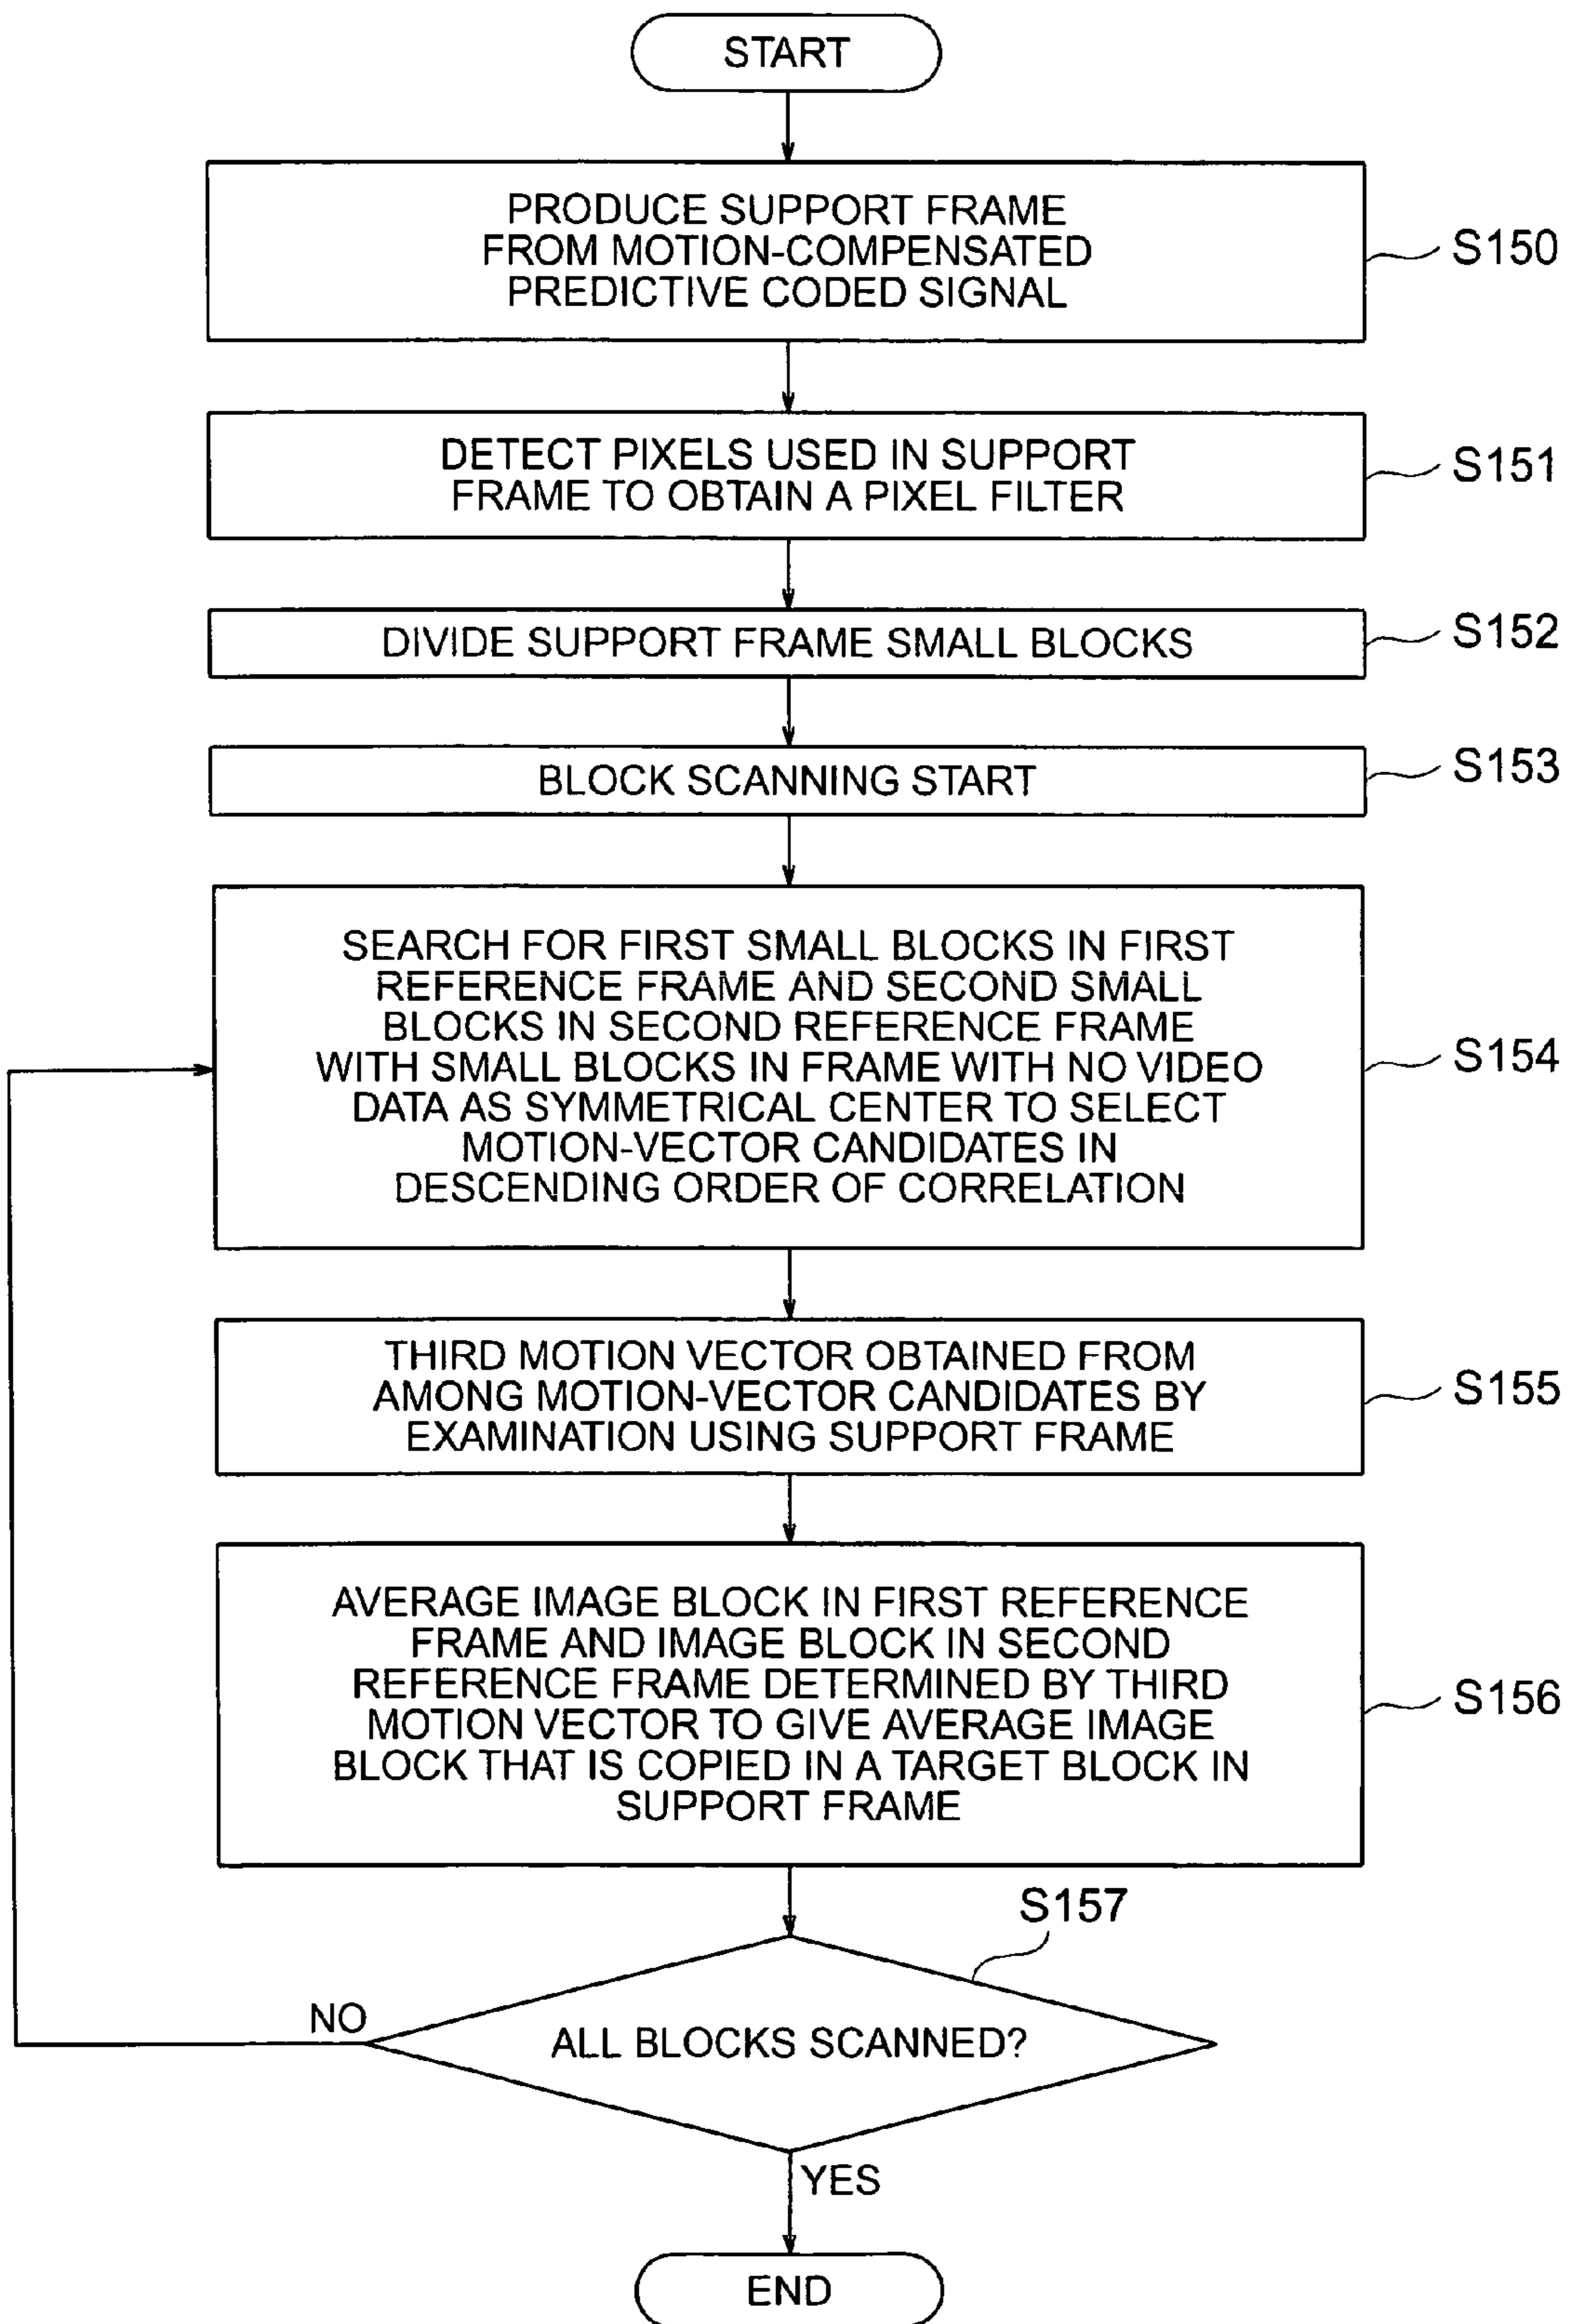 START
PRODUCE SUPPORT FRAME
FROM MOTION-COMPENSATED
PREDICTIVE CODED SIGNAL
S150
DETECT PIXELS USED IN SUPPORT
FRAME TO OBTAIN A PIXEL FILTER
S151
DIVIDE SUPPORT FRAME SMALL BLOCKS
S152
BLOCK SCANNING START
S153
SEARCH FOR FIRST SMALL BLOCKS IN FIRST
REFERENCE FRAME AND SECOND SMALL
BLOCKS IN SECOND REFERENCE FRAME
WITH SMALL BLOCKS IN FRAME WITH NO VIDEO
DATA AS SYMMETRICAL CENTER TO SELECT
MOTION-VECTOR CANDIDATES IN
DESCENDING ORDER OF CORRELATION
S154
THIRD MOTION VECTOR OBTAINED FROM
AMONG MOTION-VECTOR CANDIDATES BY
EXAMINATION USING SUPPORT FRAME
S155
AVERAGE IMAGE BLOCK IN FIRST REFERENCE
FRAME AND IMAGE BLOCK IN SECOND
REFERENCE FRAME DETERMINED BY THIRD
MOTION VECTOR TO GIVE AVERAGE IMAGE
BLOCK THAT IS COPIED IN A TARGET BLOCK IN
SUPPORT FRAME
S156
S157
NO
ALL BLOCKS SCANNED?
YES
END